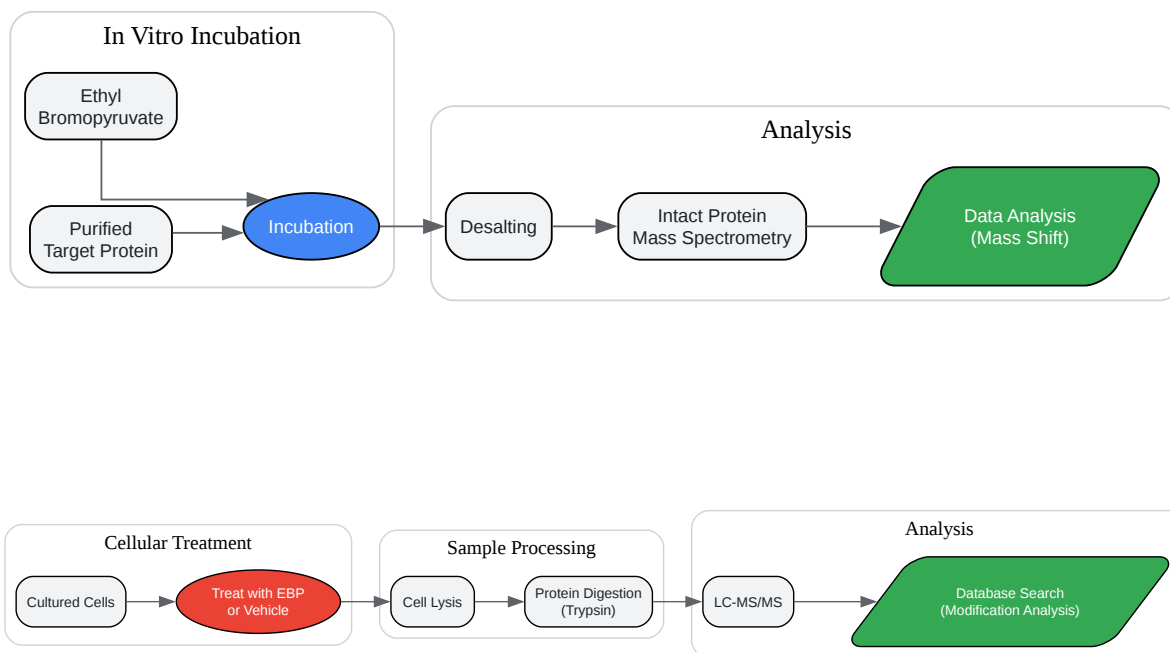 In Vitro Incubation
Ethyl
Bromopyruvate
Purified
Target Protein
Incubation
Analysis
Desalting
Intact Protein
Mass Spectrometry
Data Analysis
(Mass Shift)
Cellular Treatment
Cultured Cells
Treat with EBP
or Vehicle
Sample Processing
Cell Lysis
Protein Digestion
(Trypsin)
Analysis
LC-MS/MS
Database Search
(Modification Analysis)